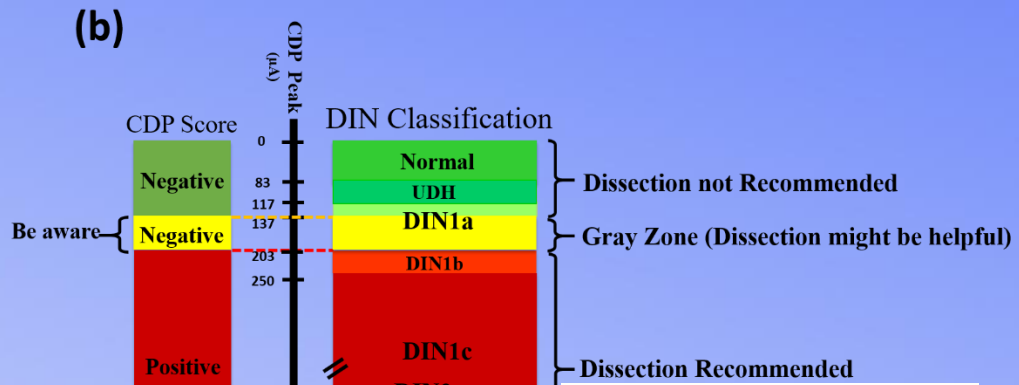 (b)
CDP Peak
(µA)
CDP Score
DIN Classification
0
83
117
137
203
250
Negative
Negative
Positive
Be aware
Normal
UDH
DIN1a
DIN1b
DIN1c
Dissection not Recommended
Gray Zone (Dissection might be helpful)
Dissection Recommended